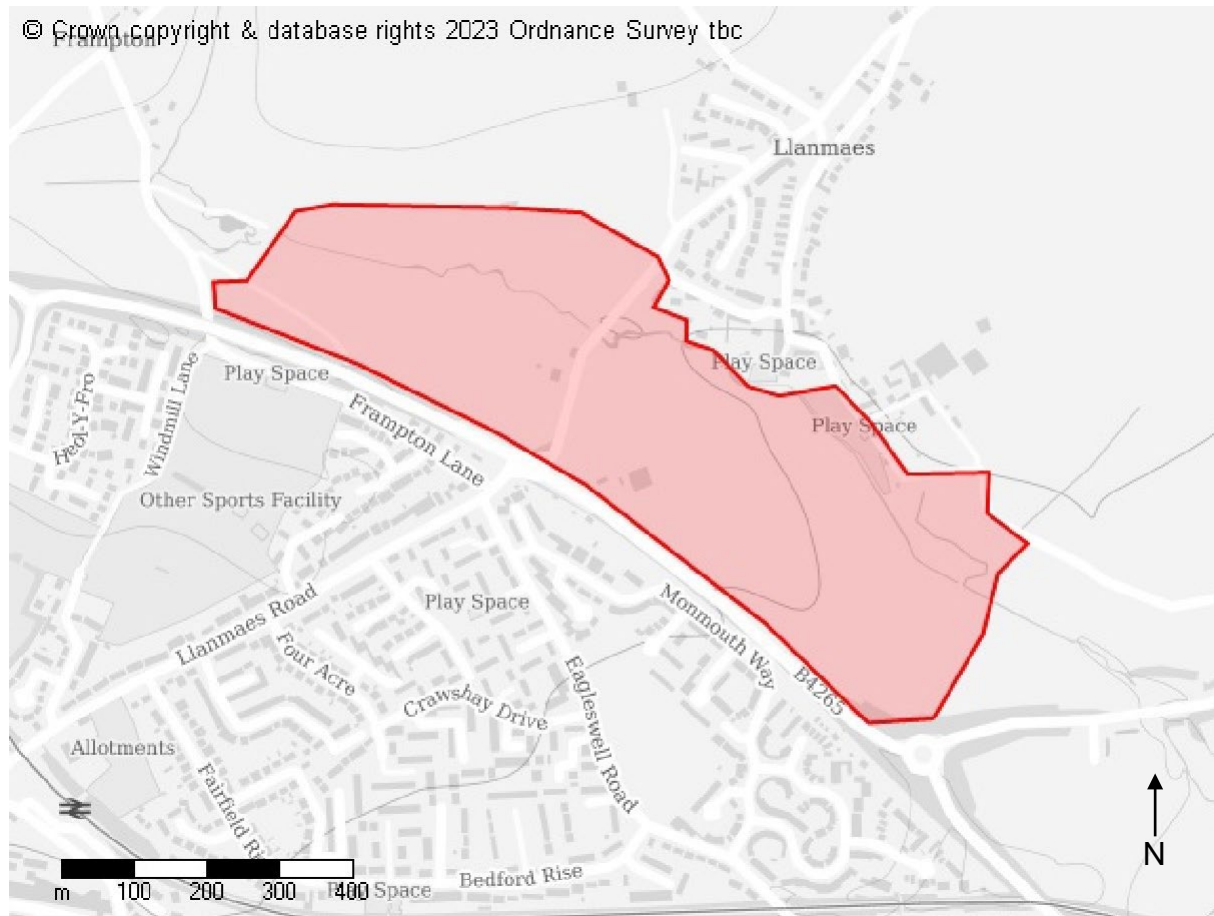 © Crown copyright & database rights 2023 Ordnance Survey tbc
Frampton
Llanmaes
Play Space
Play Space
Play Space
Heol-Y-Fro
Windmill Lane
Frampton Lane
Other Sports Facility
Llanmaes Road
Play Space
Monmouth Way
B4265
Four Acre
Crawshay Drive
Eagleswell Road
Allotments
Fairfield
N
m 100 200 300 400
Play Space
Bedford Rise